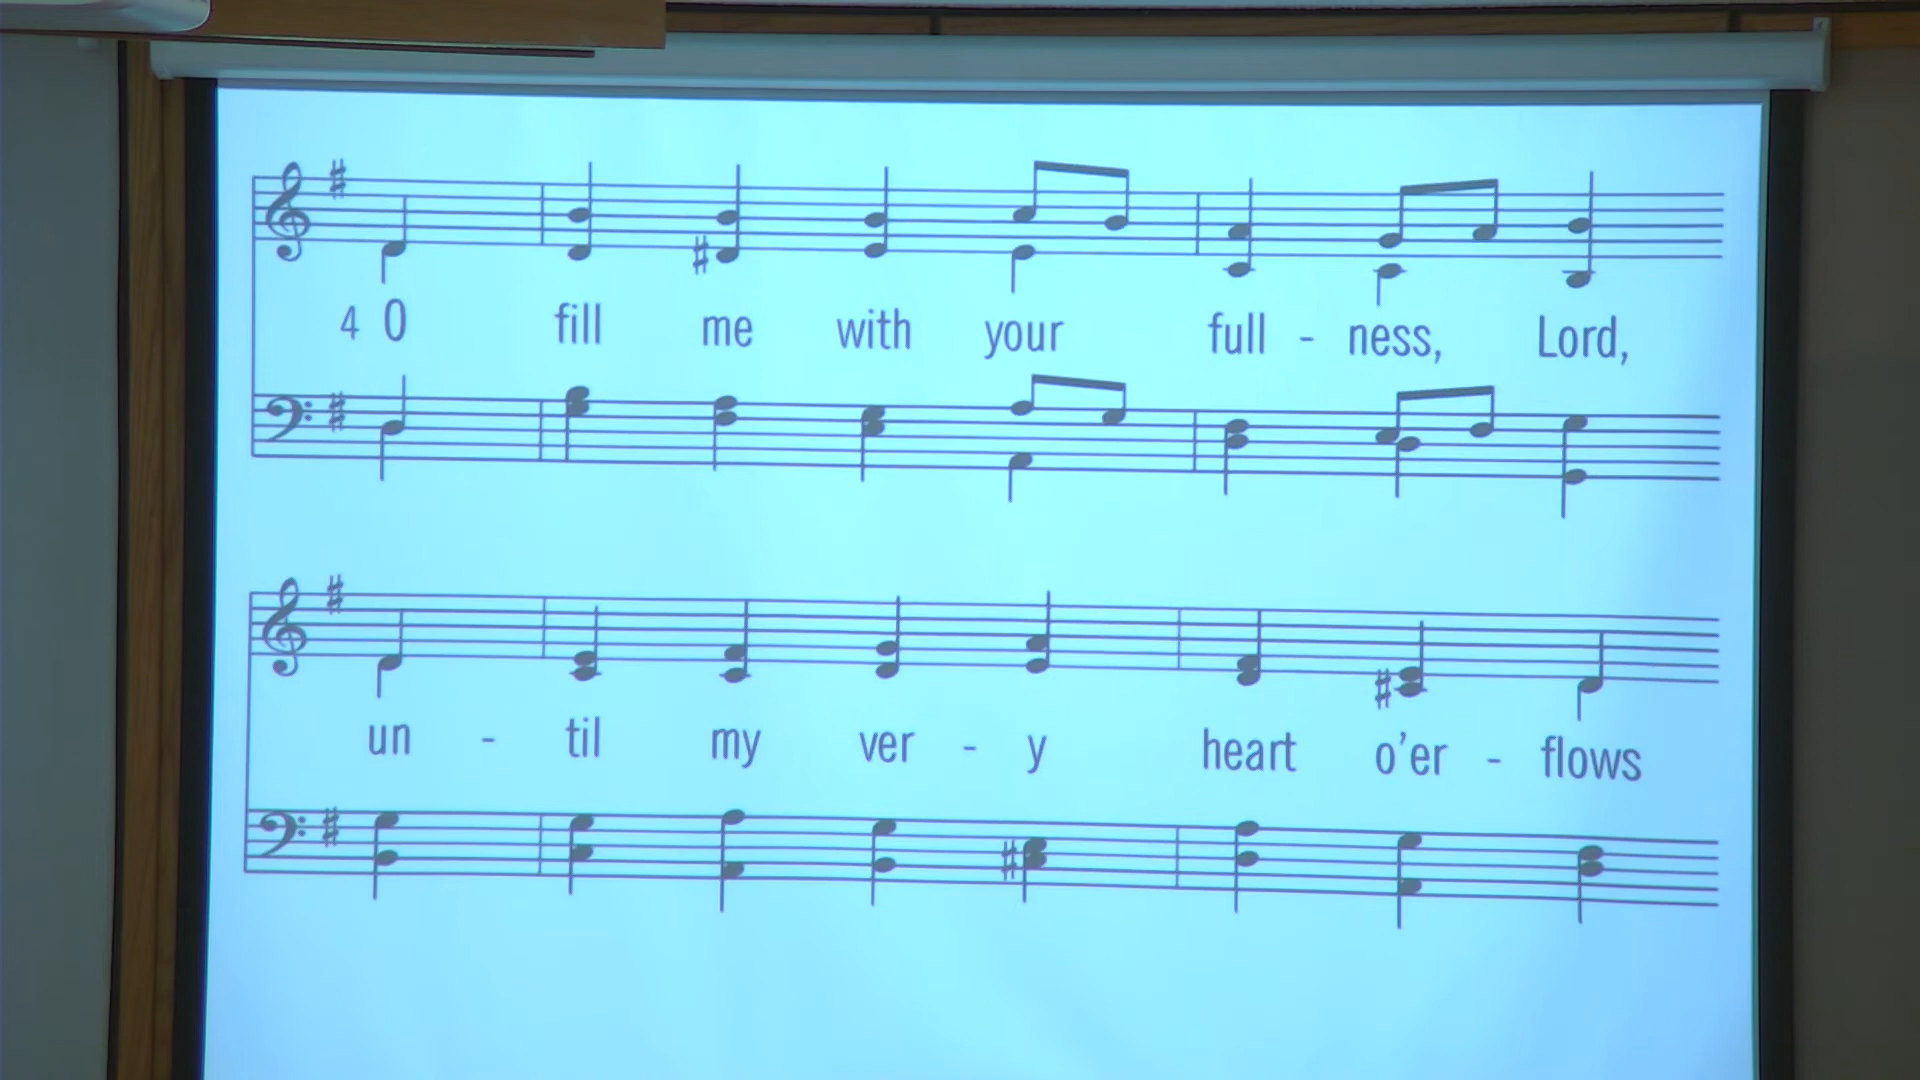 4 O fill me with your full - ness, Lord,
un - til my ver - y heart o'er - flows